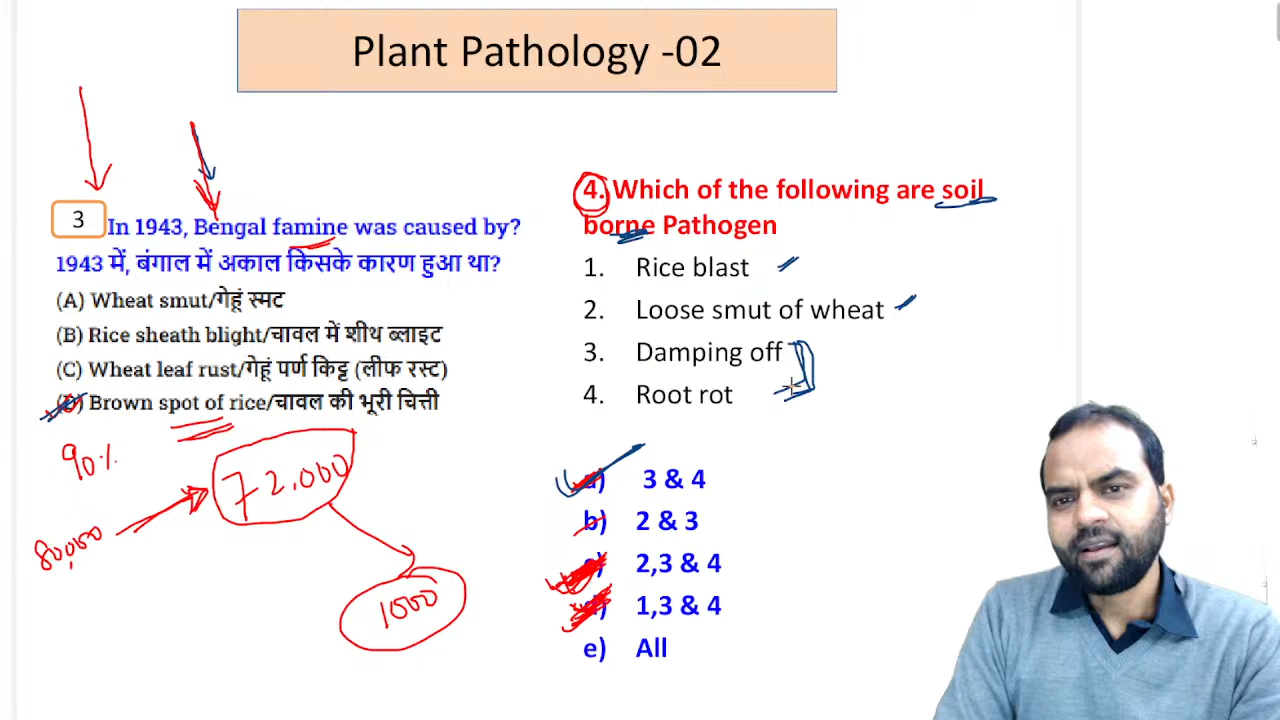 Plant Pathology -02
3 In 1943, Bengal famine was caused by?
1943 में, बंगाल में अकाल किसके कारण हुआ था?
(A) Wheat smut/गेहूं स्मट
(B) Rice sheath blight/चावल में शीथ ब्लाइट
(C) Wheat leaf rust/गेहूं पर्ण किट्ट (लीफ रस्ट)
(D) Brown spot of rice/चावल की भूरी चित्ती
90%
72,000
80,000
1000
4. Which of the following are soil
borne Pathogen
1. Rice blast
2. Loose smut of wheat
3. Damping off
4. Root rot
a) 3 & 4
b) 2 & 3
c) 2,3 & 4
d) 1,3 & 4
e) All